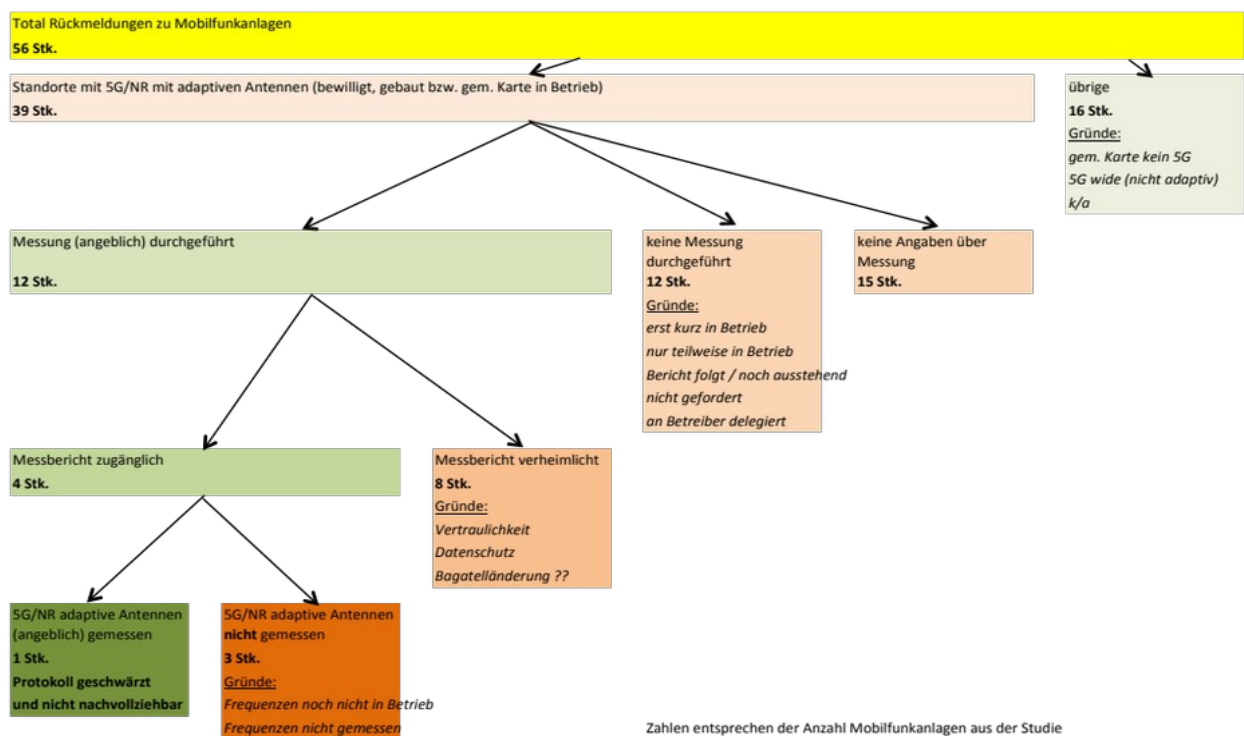 Total Rückmeldungen zu Mobilfunkanlagen
56 Stk.
Standorte mit 5G/NR mit adaptiven Antennen (bewilligt, gebaut bzw. gem. Karte in Betrieb)
39 Stk.
übrige
16 Stk.
Gründe:
gem. Karte kein 5G
5G wide (nicht adaptiv)
k/a
Messung (angeblich) durchgeführt
12 Stk.
keine Messung
durchgeführt
12 Stk.
Gründe:
erst kurz in Betrieb
nur teilweise in Betrieb
Bericht folgt / noch ausstehend
nicht gefordert
an Betreiber delegiert
keine Angaben über
Messung
15 Stk.
Messbericht zugänglich
4 Stk.
Messbericht verheimlicht
8 Stk.
Gründe:
Vertraulichkeit
Datenschutz
Bagatelländerung ??
5G/NR adaptive Antennen
(angeblich) gemessen
1 Stk.
Protokoll geschwärzt
und nicht nachvollziehbar
5G/NR adaptive Antennen
nicht gemessen
3 Stk.
Gründe:
Frequenzen noch nicht in Betrieb
Frequenzen nicht gemessen
Zahlen entsprechen der Anzahl Mobilfunkanlagen aus der Studie